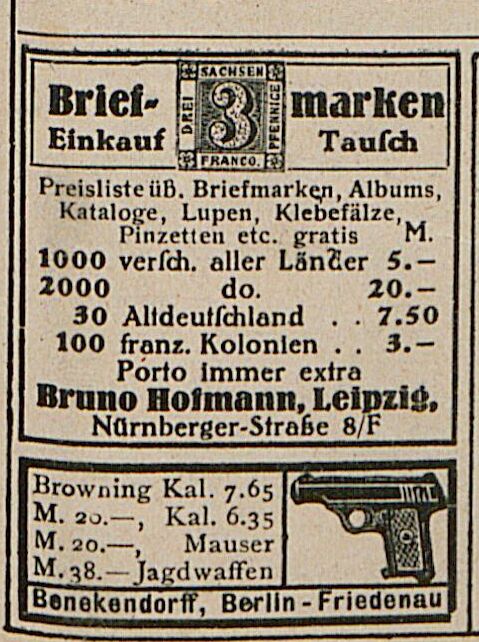 Brief-
marken
SACHSEN
DREI
3
PFENNIGE
FRANCO.
Einkauf
Tauſch
Preisliste üß. Briefmarken, Albums,
Kataloge, Lupen, Klebefälze,
Pinzetten etc. gratis M.
1000 verſch. aller Länder 5.—
2000 do. 20.—
30 Altdeutſchland . . 7.50
100 franz. Kolonien . . 3.—
Porto immer extra
Bruno Hofmann, Leipzig,
Nürnberger-Straße 8/F
Browning Kal. 7.65
M. 20.—, Kal. 6.35
M. 20.—, Mauser
M. 38.— Jagdwaffen
Benekendorff, Berlin - Friedenau